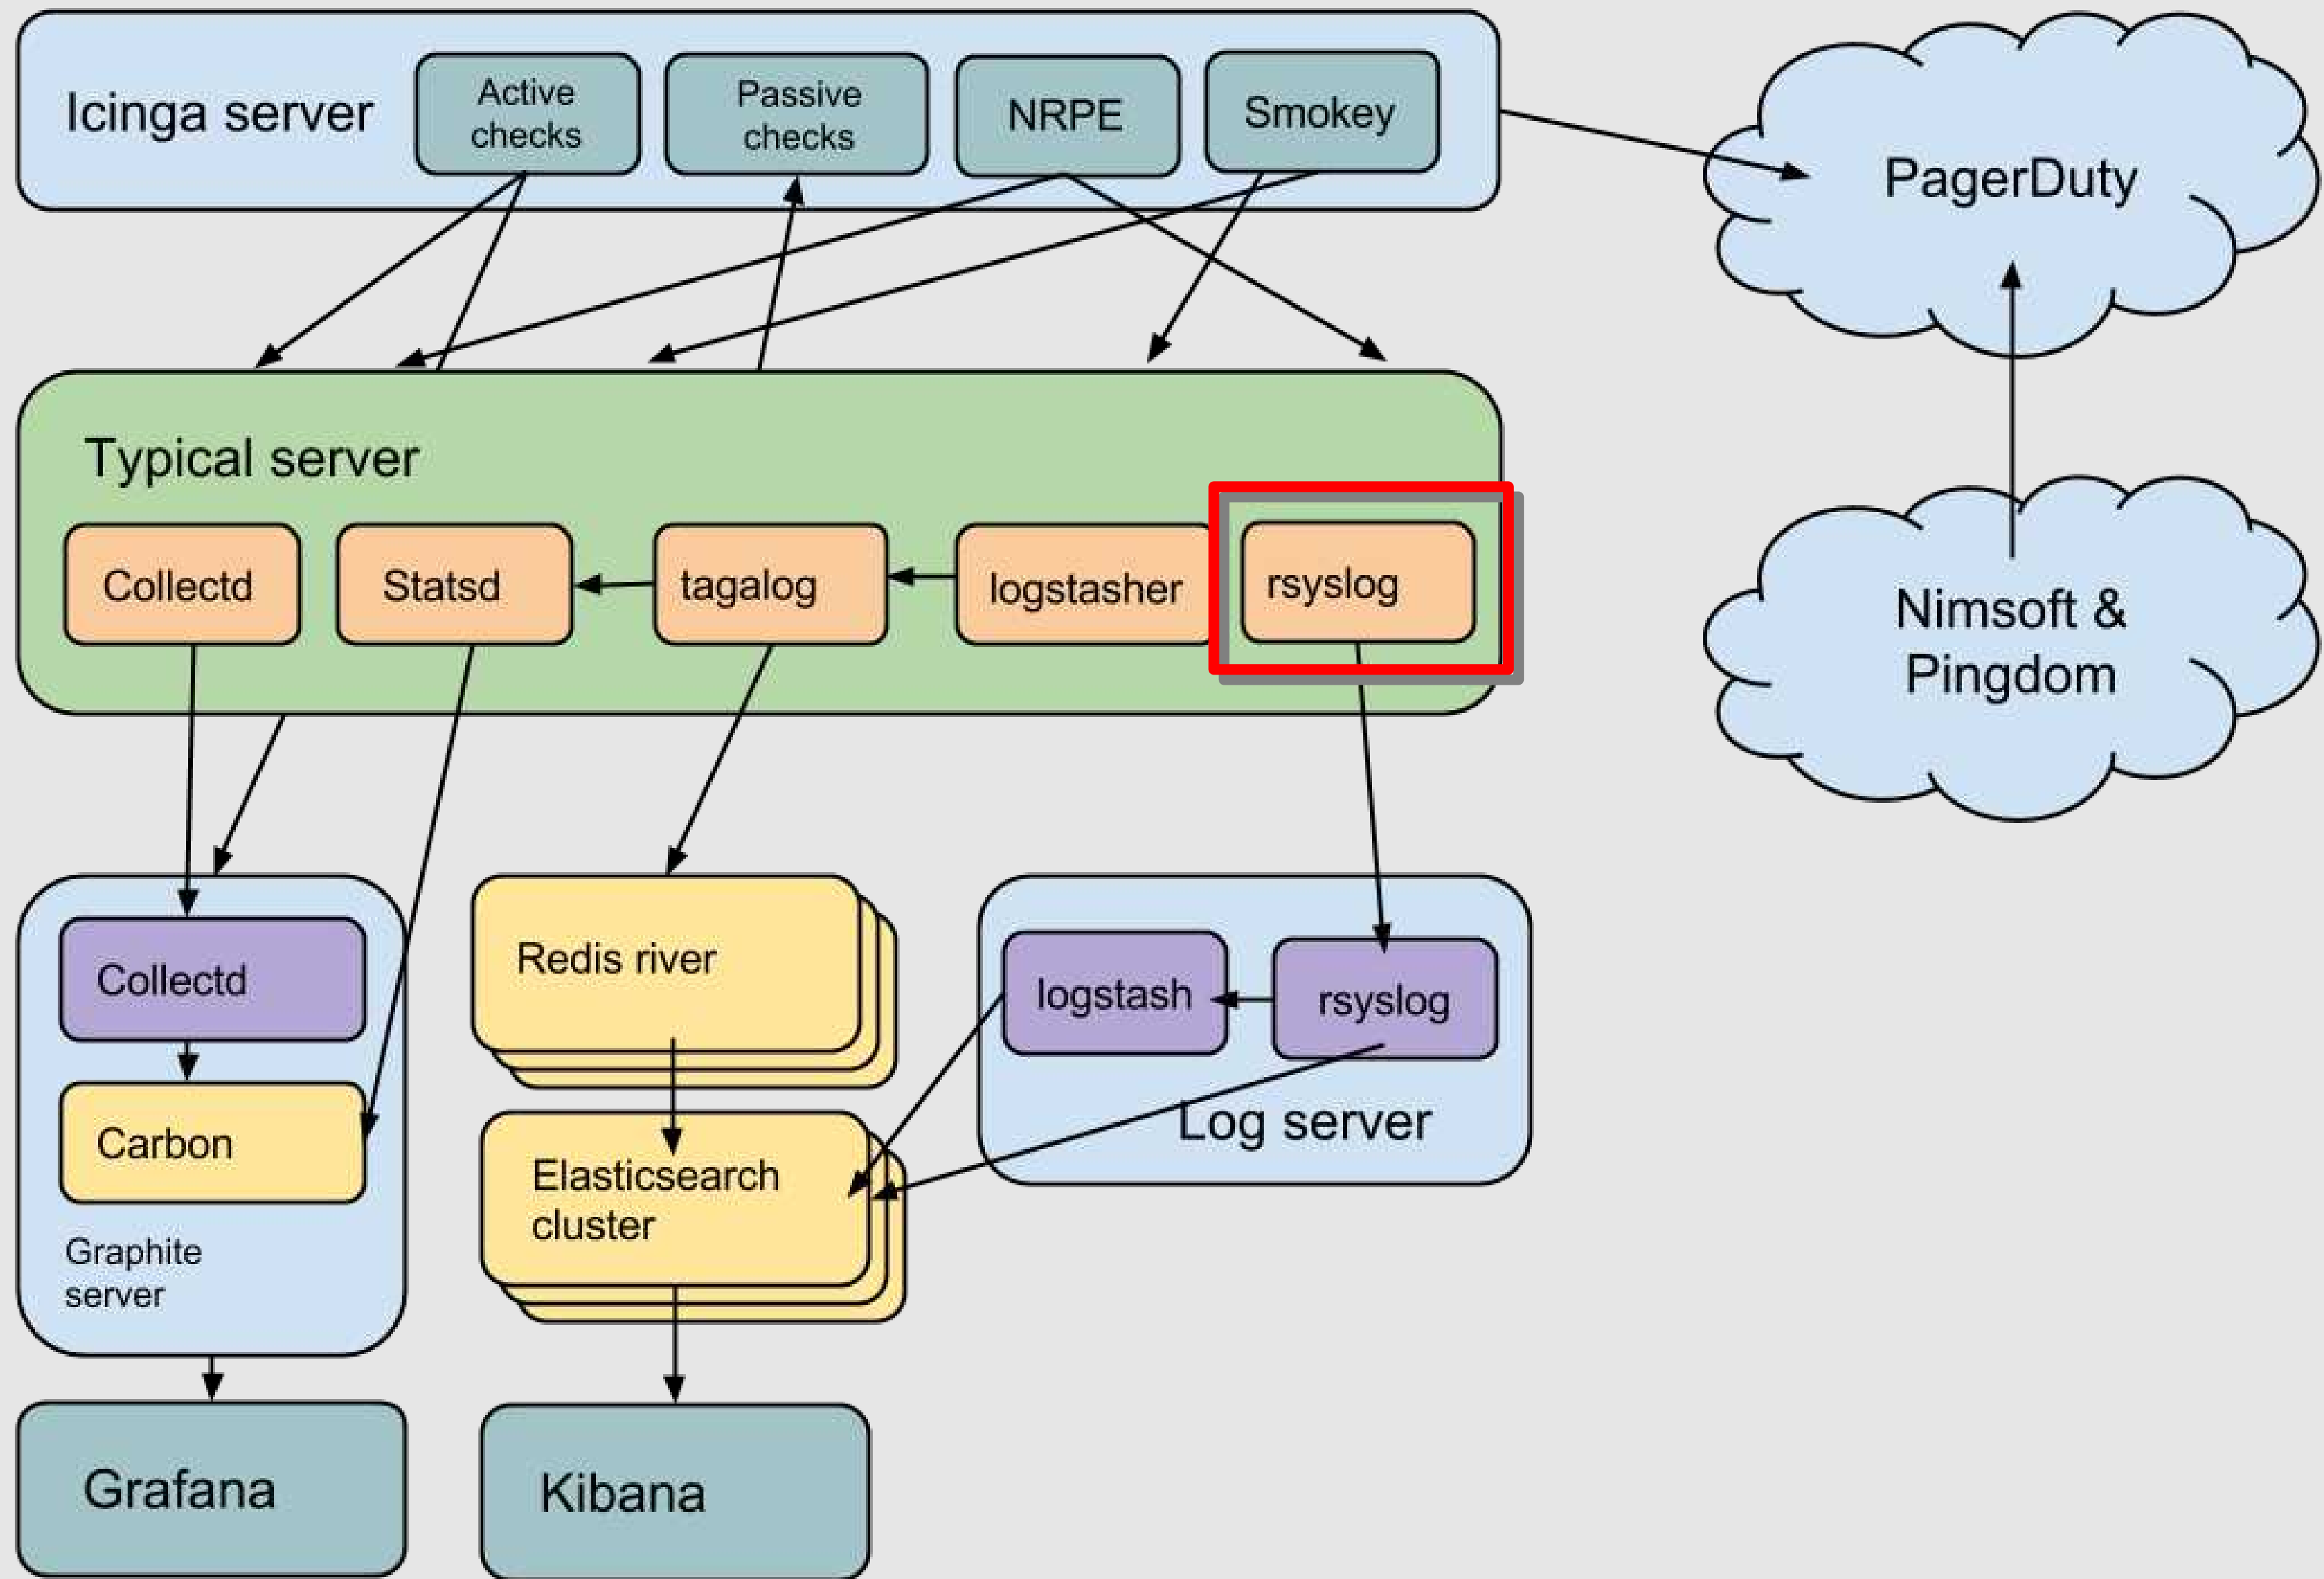 Icinga server
Active
checks
Passive
checks
NRPE
Smokey
PagerDuty
Typical server
Collectd
Statsd
tagalog
logstasher
rsyslog
Nimsoft &
Pingdom
Collectd
Carbon
Graphite
server
Redis river
Elasticsearch
cluster
logstash
rsyslog
Log server
Grafana
Kibana